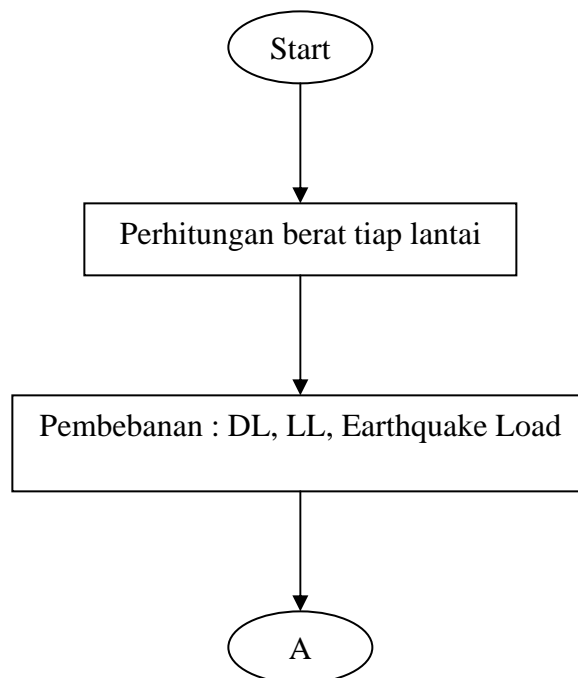 Start
Perhitungan berat tiap lantai
Pembebanan : DL, LL, Earthquake Load
A